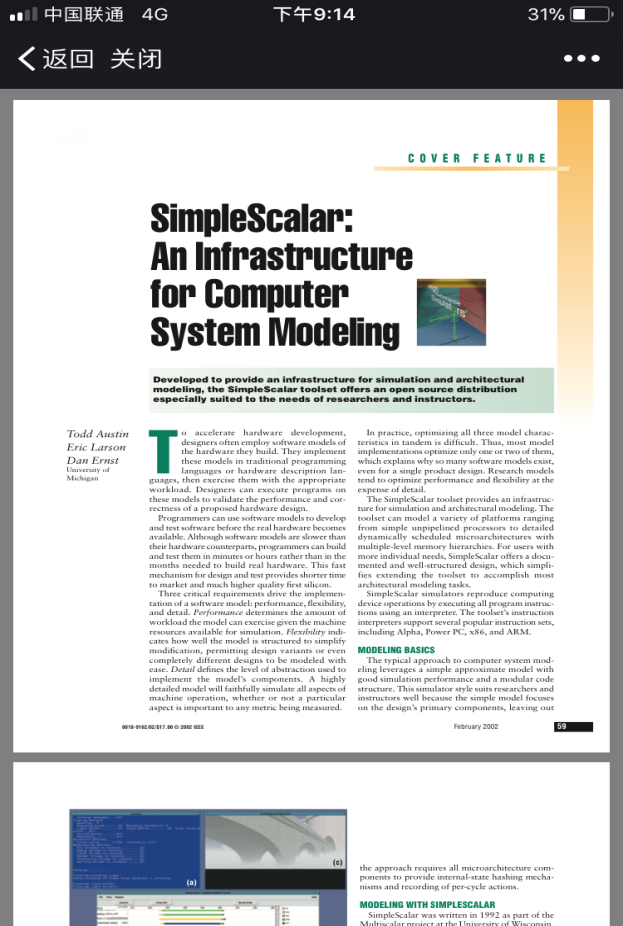 中国联通 4G 下午9:14 31%
返回 关闭
COVER FEATURE
SimpleScalar:
An Infrastructure
for Computer
System Modeling
Developed to provide an infrastructure for simulation and architectural
modeling, the SimpleScalar toolset offers an open source distribution
especially suited to the needs of researchers and instructors.
Todd Austin
Eric Larson
Dan Ernst
University of
Michigan
To accelerate hardware development,
designers often employ software models of
the hardware they build. They implement
these models in traditional programming
languages or hardware description lan-
guages, then exercise them with the appropriate
workload. Designers can execute programs on
these models to validate the performance and cor-
rectness of a proposed hardware design.
Programmers can use software models to develop
and test software before the real hardware becomes
available. Although software models are slower than
their hardware counterparts, programmers can build
and test them in minutes or hours rather than in the
months needed to build real hardware. This fast
mechanism for design and test provides shorter time
to market and much higher quality first silicon.
Three critical requirements drive the implemen-
tation of a software model: performance, flexibility,
and detail. Performance determines the amount of
workload the model can exercise given the machine
resources available for simulation. Flexibility indi-
cates how well the model is structured to simplify
modification, permitting design variants or even
completely different designs to be modeled with
ease. Detail defines the level of abstraction used to
implement the model's components. A highly
detailed model will faithfully simulate all aspects of
machine operation, whether or not a particular
aspect is important to any metric being measured.
In practice, optimizing all three model charac-
teristics in tandem is difficult. Thus, most model
implementations optimize only one or two of them,
which explains why so many software models exist,
even for a single product design. Research models
tend to optimize performance and flexibility at the
expense of detail.
The SimpleScalar toolset provides an infrastruc-
ture for simulation and architectural modeling. The
toolset can model a variety of platforms ranging
from simple unpipelined processors to detailed
dynamically scheduled microarchitectures with
multiple-level memory hierarchies. For users with
more individual needs, SimpleScalar offers a docu-
mented and well-structured design, which simpli-
fies extending the toolset to accomplish most
architectural modeling tasks.
SimpleScalar simulators reproduce computing
device operations by executing all program instruc-
tions using an interpreter. The toolset's instruction
interpreters support several popular instruction sets,
including Alpha, Power PC, x86, and ARM.
MODELING BASICS
The typical approach to computer system mod-
eling leverages a simple approximate model with
good simulation performance and a modular code
structure. This simulator style suits researchers and
instructors well because the simple model focuses
on the design's primary components, leaving out
0018-9162/02/$17.00 © 2002 IEEE
February 2002 59
(a)
(c)
the approach requires all microarchitecture com-
ponents to provide internal-state hashing mecha-
nisms and recording of per-cycle actions.
MODELING WITH SIMPLESCALAR
SimpleScalar was written in 1992 as part of the
Multiscalar project at the University of Wisconsin,